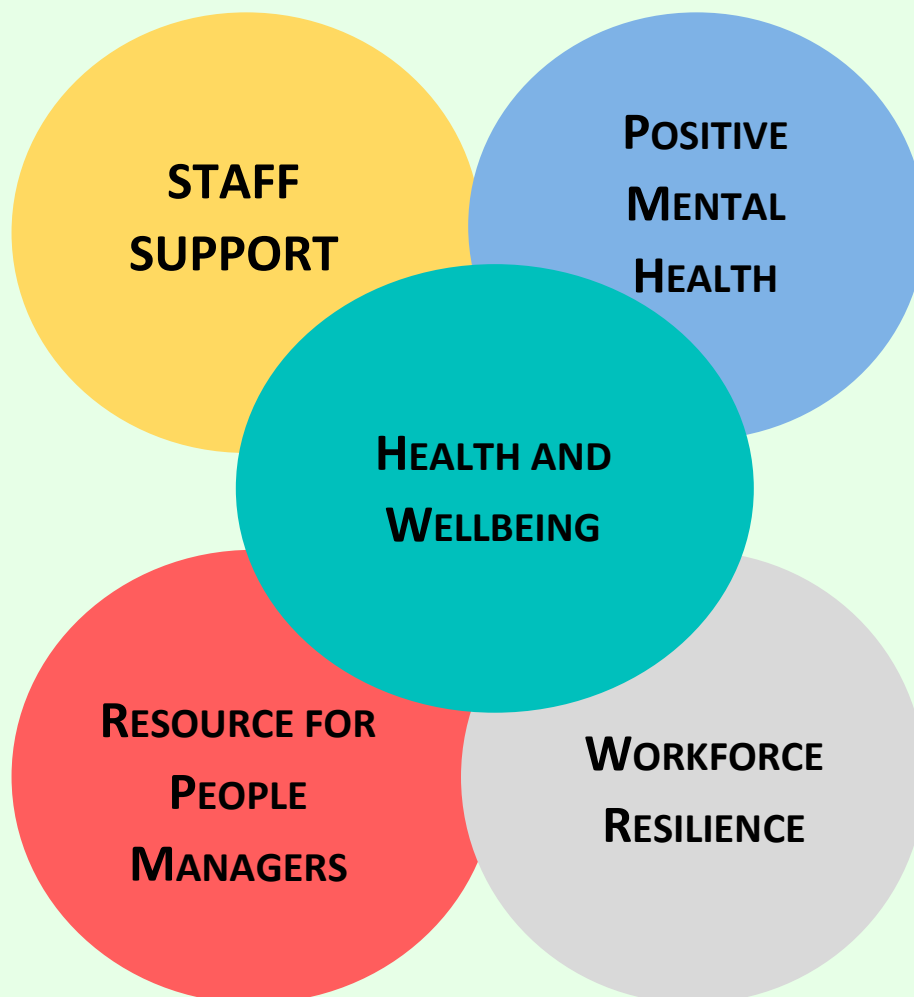 STAFF
SUPPORT
POSITIVE
MENTAL
HEALTH
HEALTH AND
WELLBEING
RESOURCE FOR
PEOPLE
MANAGERS
WORKFORCE
RESILIENCE